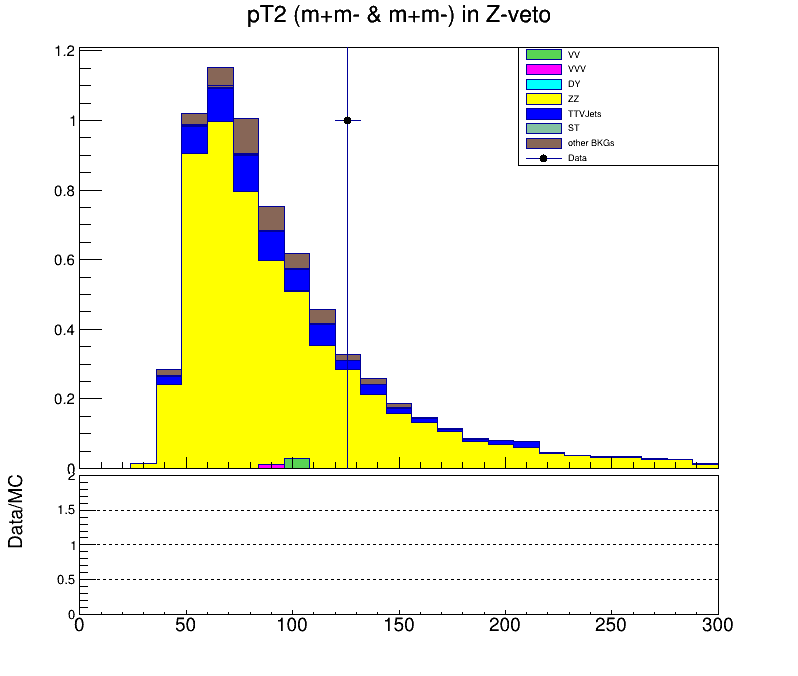 pT2 (m+m- & m+m-) in Z-veto
1.2
1
0.8
0.6
0.4
0.2
0
VV
VVV
DY
ZZ
TTVJets
ST
other BKGs
Data
Data/MC
2
1.5
1
0.5
0
0 50 100 150 200 250 300